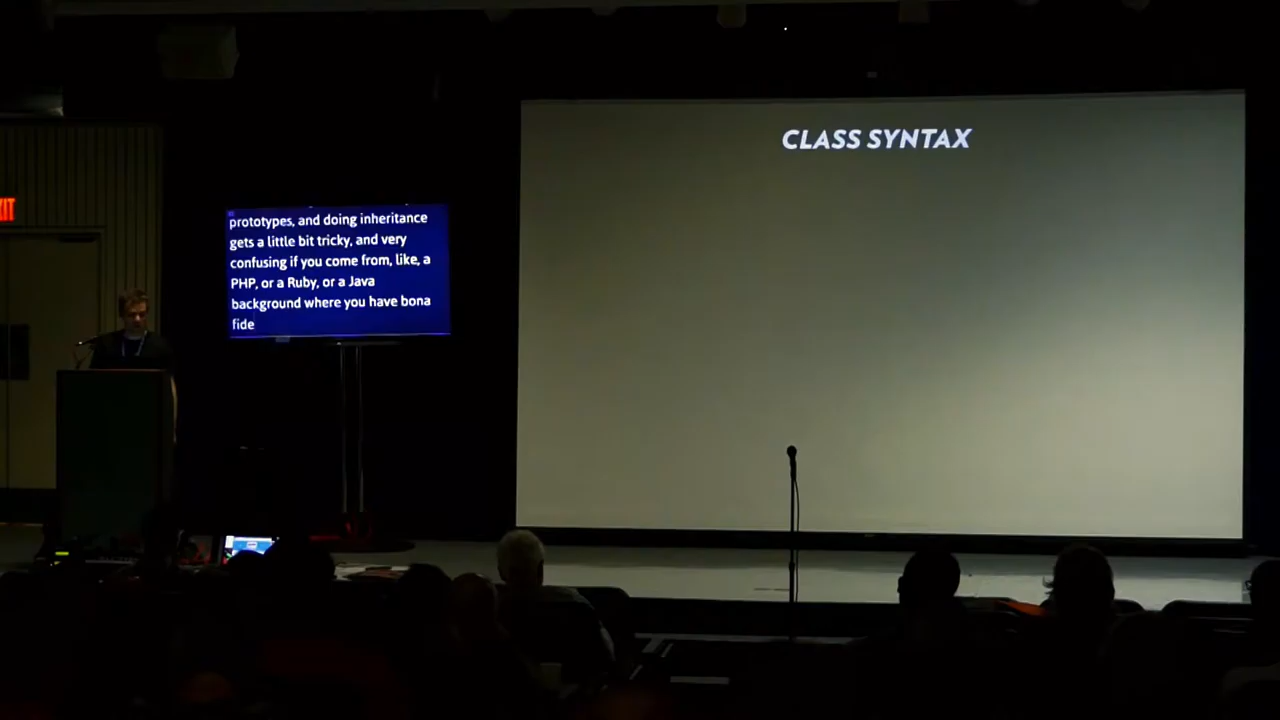 CLASS SYNTAX
prototypes, and doing inheritance
gets a little bit tricky, and very
confusing if you come from, like, a
PHP, or a Ruby, or a Java
background where you have bona
fide